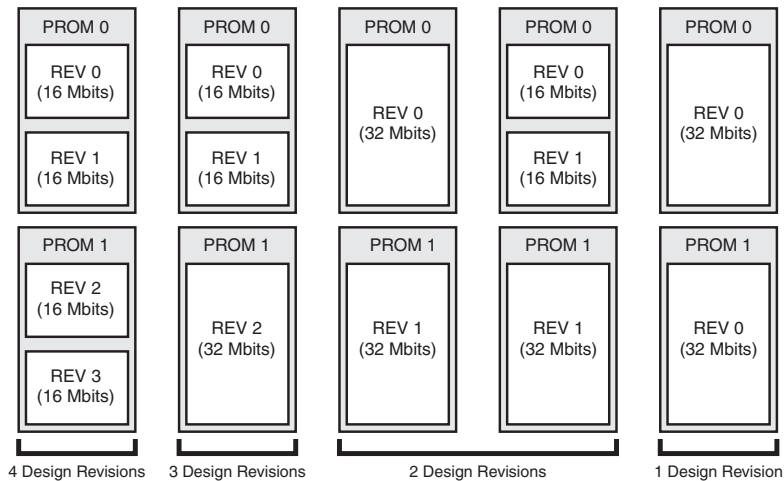 PROM 0
REV 0
(16 Mbits)
REV 1
(16 Mbits)
PROM 0
REV 0
(16 Mbits)
REV 1
(16 Mbits)
PROM 0
REV 0
(32 Mbits)
PROM 0
REV 0
(16 Mbits)
REV 1
(16 Mbits)
PROM 0
REV 0
(32 Mbits)
PROM 1
REV 2
(16 Mbits)
REV 3
(16 Mbits)
PROM 1
REV 2
(32 Mbits)
PROM 1
REV 1
(32 Mbits)
PROM 1
REV 1
(32 Mbits)
PROM 1
REV 0
(32 Mbits)
4 Design Revisions
3 Design Revisions
2 Design Revisions
1 Design Revision